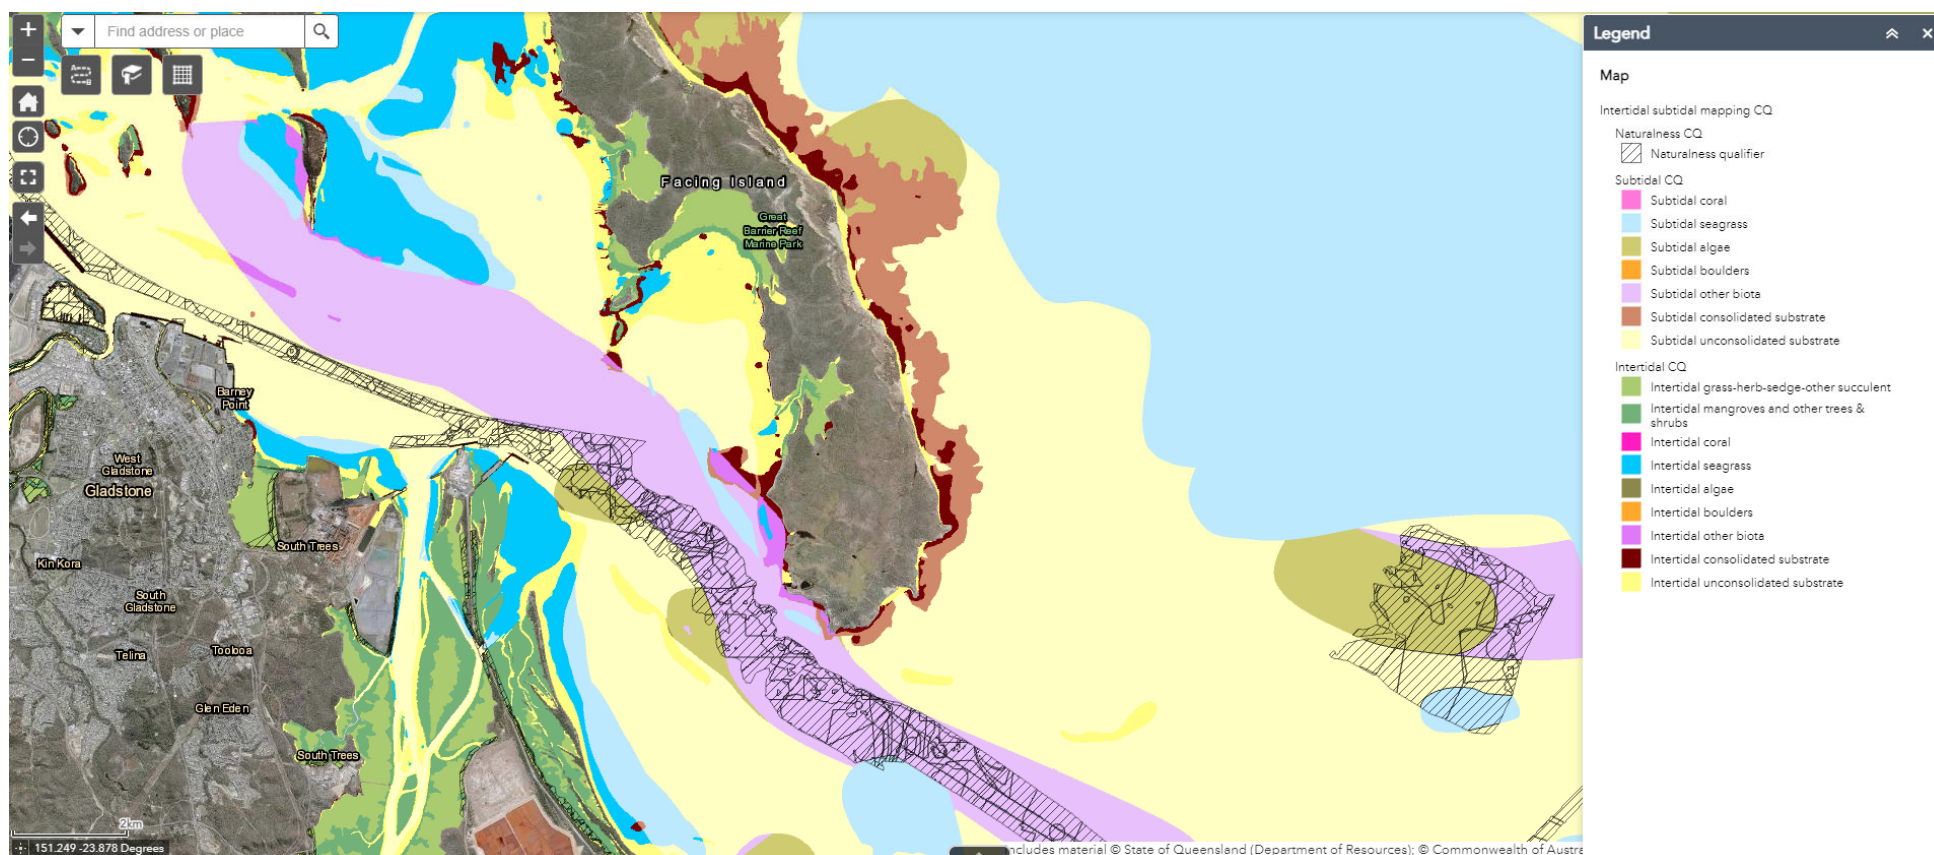 +
Find address or place
−
A
B
Facing Island
Great
Barrier Reef
Marine Park
Barney
Point
West
Gladstone
Gladstone
South Trees
Kin Kora
South
Gladstone
Telina
Toolooa
Glen Eden
South Trees
2km
151.249 -23.878 Degrees
includes material © State of Queensland (Department of Resources); © Commonwealth of Austra
Legend
Map
Intertidal subtidal mapping CQ
Naturalness CQ
Naturalness qualifier
Subtidal CQ
Subtidal coral
Subtidal seagrass
Subtidal algae
Subtidal boulders
Subtidal other biota
Subtidal consolidated substrate
Subtidal unconsolidated substrate
Intertidal CQ
Intertidal grass-herb-sedge-other succulent
Intertidal mangroves and other trees &
shrubs
Intertidal coral
Intertidal seagrass
Intertidal algae
Intertidal boulders
Intertidal other biota
Intertidal consolidated substrate
Intertidal unconsolidated substrate